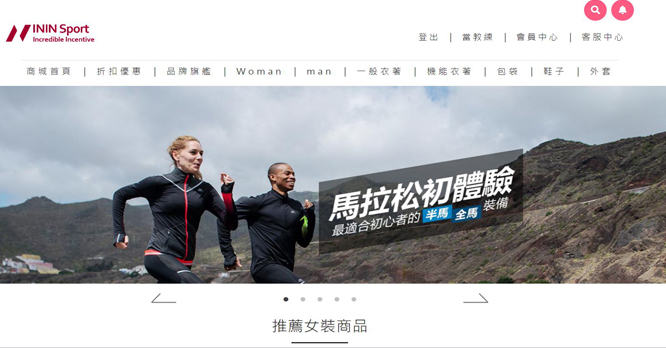 ININ Sport
Incredible Incentive
登出 | 當教練 | 會員中心 | 客服中心
商城首頁 | 折扣優惠 | 品牌旗艦 | Woman | man | 一般衣著 | 機能衣著 | 包袋 | 鞋子 | 外套
馬拉松初體驗
最適合初心者的 半馬 全馬 裝備
推薦女裝商品